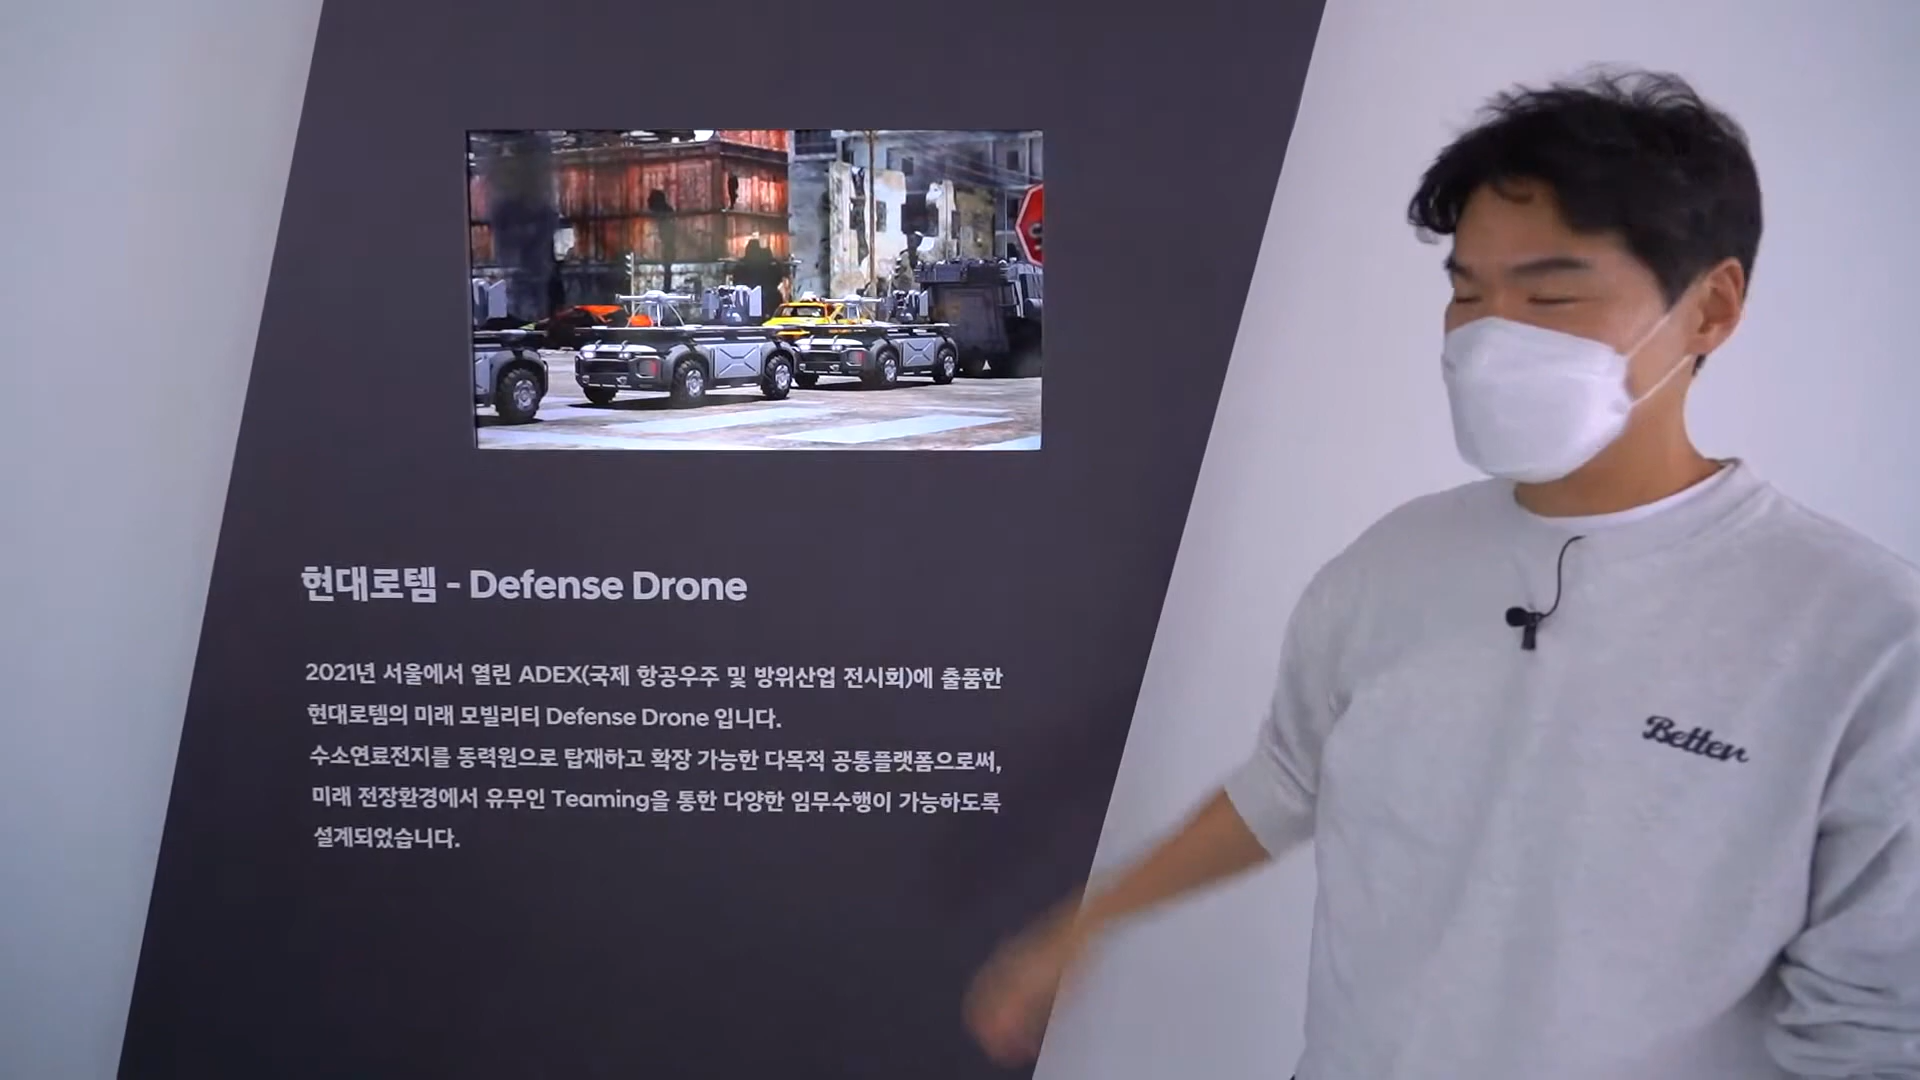 현대로템 - Defense Drone
2021년 서울에서 열린 ADEX(국제 항공우주 및 방위산업 전시회)에 출품한
현대로템의 미래 모빌리티 Defense Drone 입니다.
수소연료전지를 동력원으로 탑재하고 확장 가능한 다목적 공통플랫폼으로써,
미래 전장환경에서 유무인 Teaming을 통한 다양한 임무수행이 가능하도록
설계되었습니다.
Better